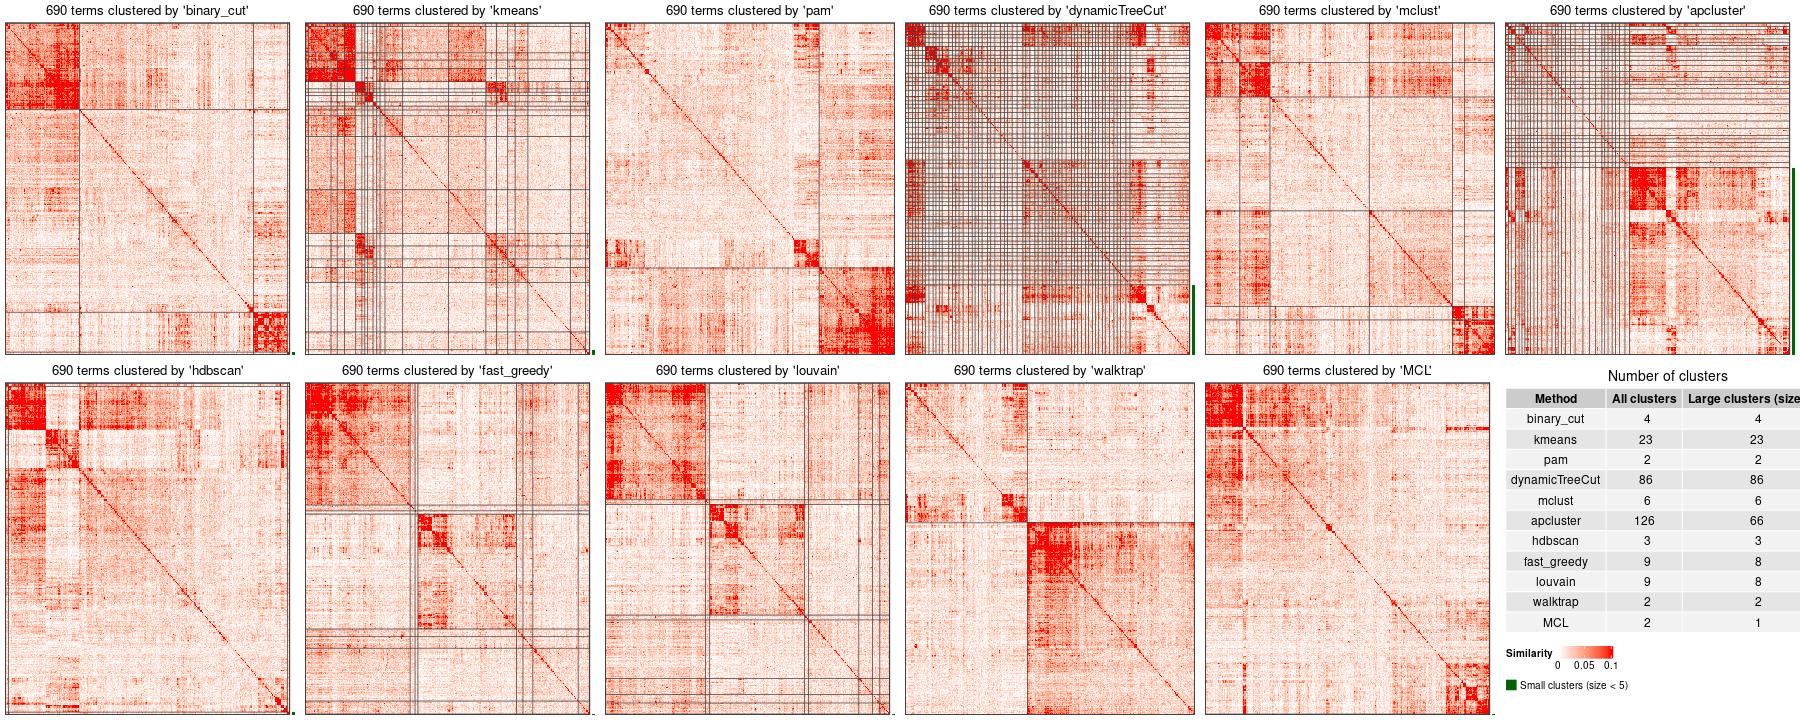 690 terms clustered by 'binary_cut'
690 terms clustered by 'kmeans'
690 terms clustered by 'pam'
690 terms clustered by 'dynamicTreeCut'
690 terms clustered by 'mclust'
690 terms clustered by 'apcluster'
690 terms clustered by 'hdbscan'
690 terms clustered by 'fast_greedy'
690 terms clustered by 'louvain'
690 terms clustered by 'walktrap'
690 terms clustered by 'MCL'
Number of clusters
Method All clusters Large clusters (size
binary_cut 4 4
kmeans 23 23
pam 2 2
dynamicTreeCut 86 86
mclust 6 6
apcluster 126 66
hdbscan 3 3
fast_greedy 9 8
louvain 9 8
walktrap 2 2
MCL 2 1
Similarity
0 0.05 0.1
Small clusters (size < 5)